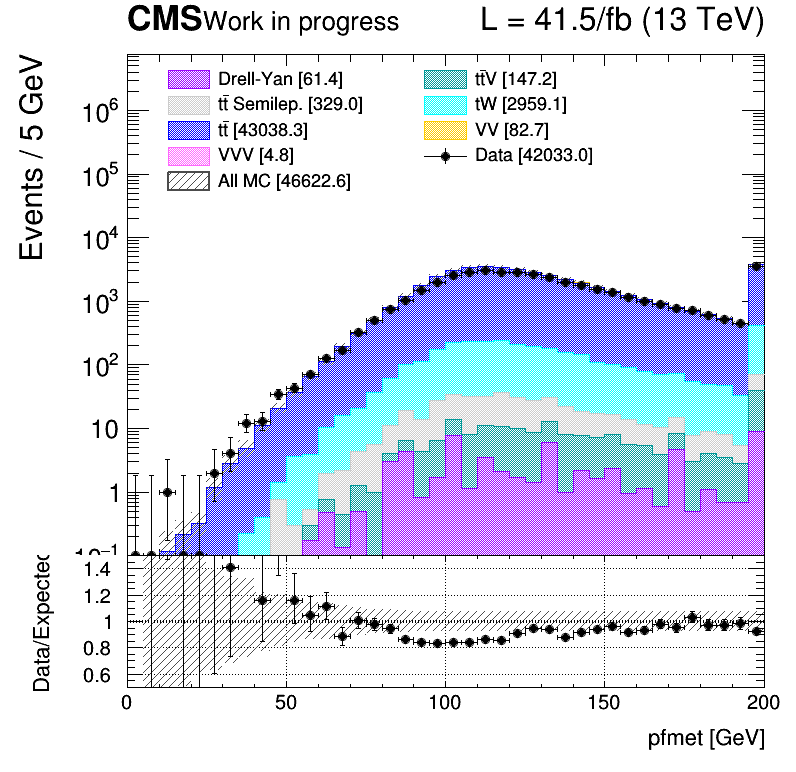 CMS Work in progress L = 41.5/fb (13 TeV)
Events / 5 GeV
Drell-Yan [61.4] tt̄V [147.2]
tt̄ Semilep. [329.0] tW [2959.1]
tt̄ [43038.3] VV [82.7]
VVV [4.8] Data [42033.0]
All MC [46622.6]
10⁶
10⁵
10⁴
10³
10²
10
1
10⁻¹
Data/Expected
1.4
1.2
1
0.8
0.6
0 50 100 150 200
pfmet [GeV]